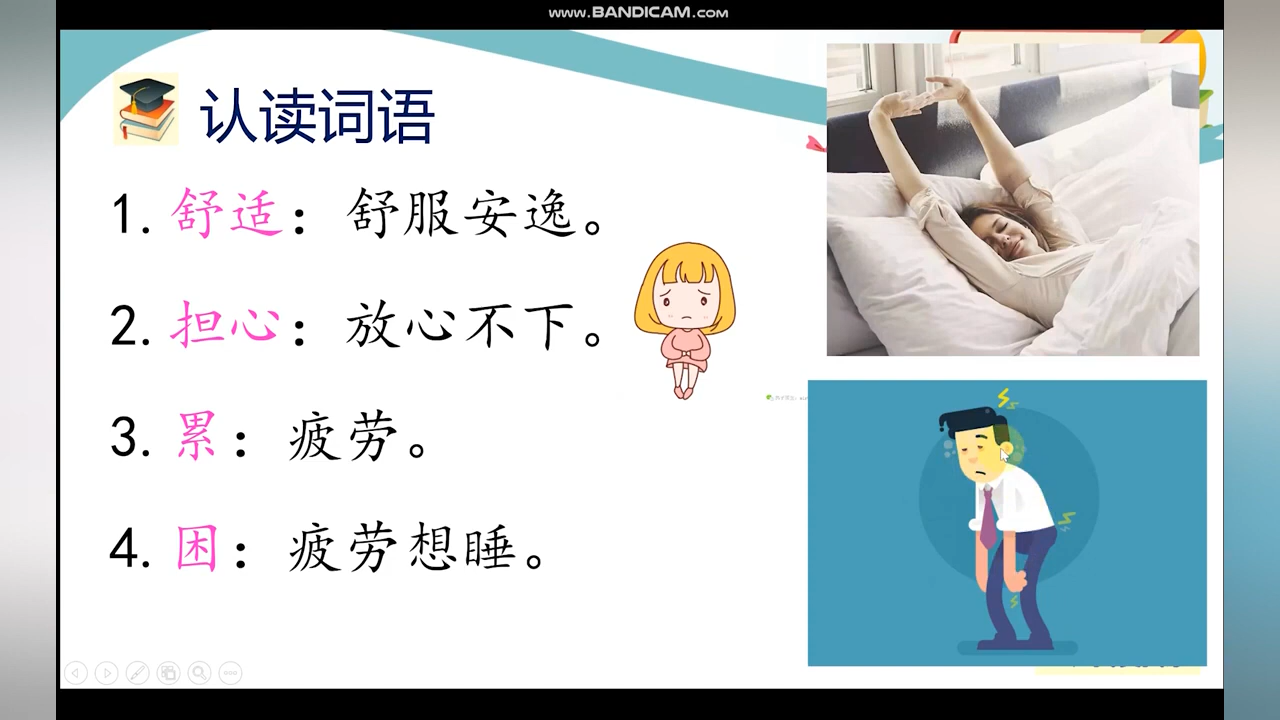 www.BANDICAM.com
认读词语
1. 舒适：舒服安逸。
2. 担心：放心不下。
3. 累：疲劳。
4. 困：疲劳想睡。